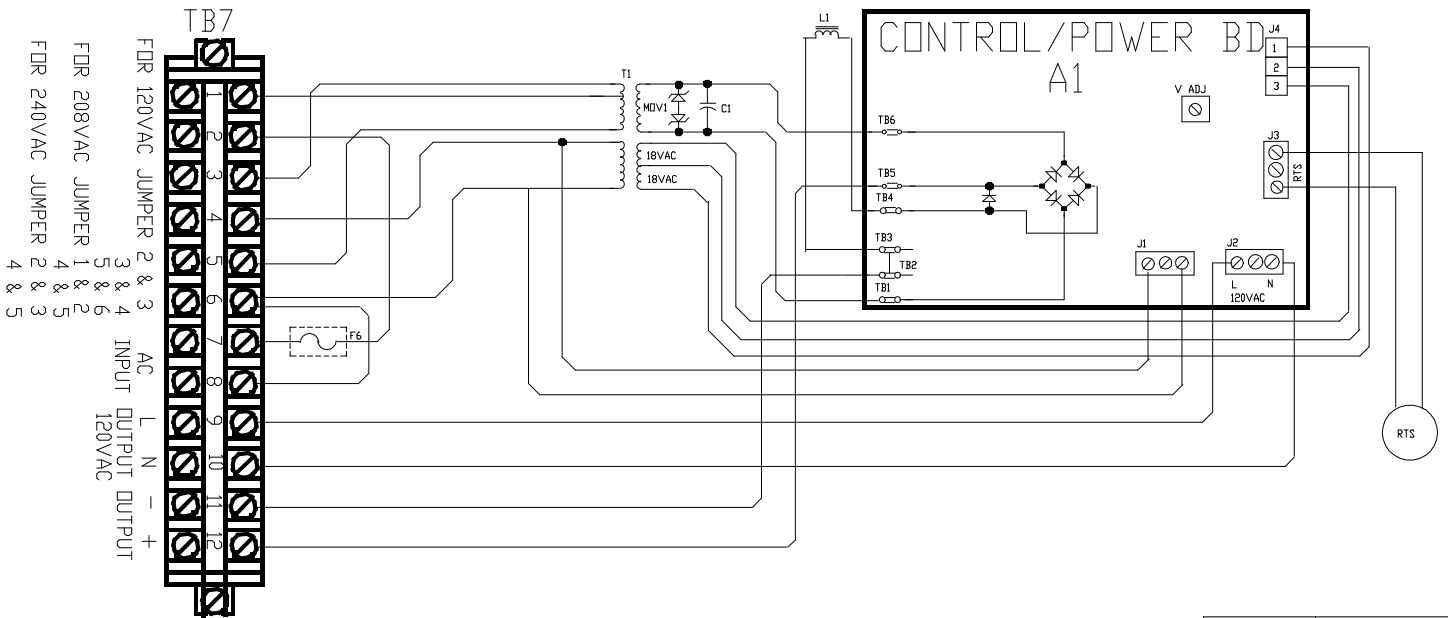 TB7
FOR 120VAC JUMPER 2 & 3
3 & 4
5 & 6
FOR 208VAC JUMPER 1 & 2
4 & 5
FOR 240VAC JUMPER 2 & 3
4 & 5
AC
INPUT
L N
OUTPUT
120VAC
- +
OUTPUT
1
2
3
4
5
6
7
8
9
10
11
12
F6
T1
MOV1
C1
18VAC
18VAC
L1
CONTROL/POWER BD
A1
TB6
TB5
TB4
TB3
TB2
TB1
V ADJ
J4
1
2
3
J3
RTS
J1
J2
L N
120VAC
RTS